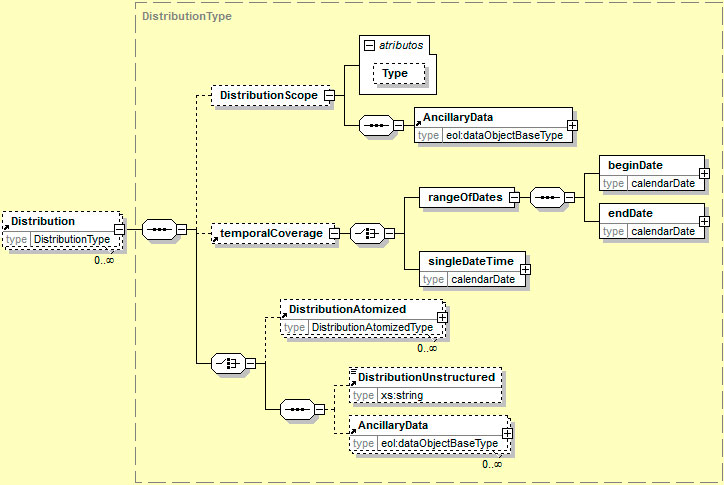 DistributionType
atributos
Type
DistributionScope
AncillaryData
type eol:dataObjectBaseType
beginDate
type calendarDate
rangeOfDates
endDate
type calendarDate
Distribution
type DistributionType
0..∞
temporalCoverage
singleDateTime
type calendarDate
DistributionAtomized
type DistributionAtomizedType
0..∞
DistributionUnstructured
type xs:string
AncillaryData
type eol:dataObjectBaseType
0..∞